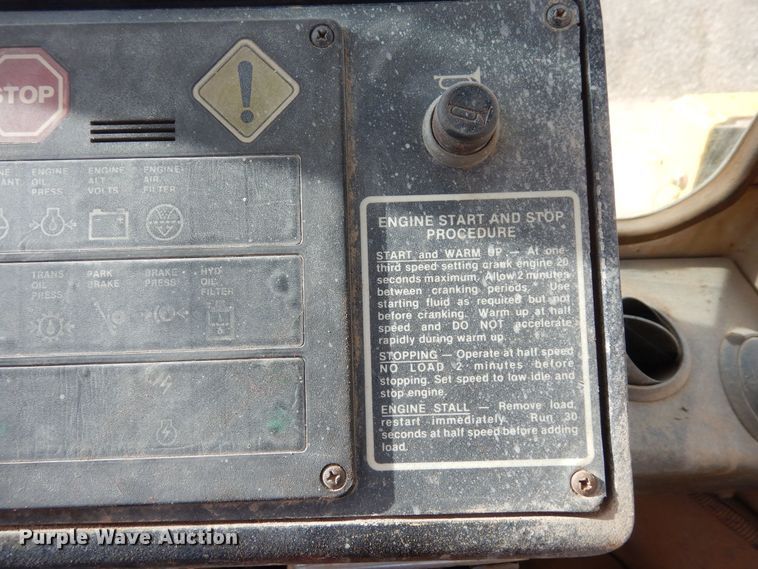 STOP
ENGINE
OIL
PRESS
ENGINE
ALT
VOLTS
ENGINE
AIR
FILTER
TRANS
OIL
PRESS
PARK
BRAKE
BRAKE
PRESS
HYD
OIL
FILTER
ENGINE START AND STOP
PROCEDURE
START and WARM UP — At one
third speed setting crank engine 20
seconds maximum. Allow 2 minutes
between cranking periods. Use
starting fluid as required but not
before cranking. Warm up at half
speed and DO NOT accelerate
rapidly during warm up.
STOPPING — Operate at half speed
NO LOAD 2 minutes before
stopping. Set speed to low idle and
stop engine.
ENGINE STALL — Remove load,
restart immediately. Run 30
seconds at half speed before adding
load.
Purple Wave Auction